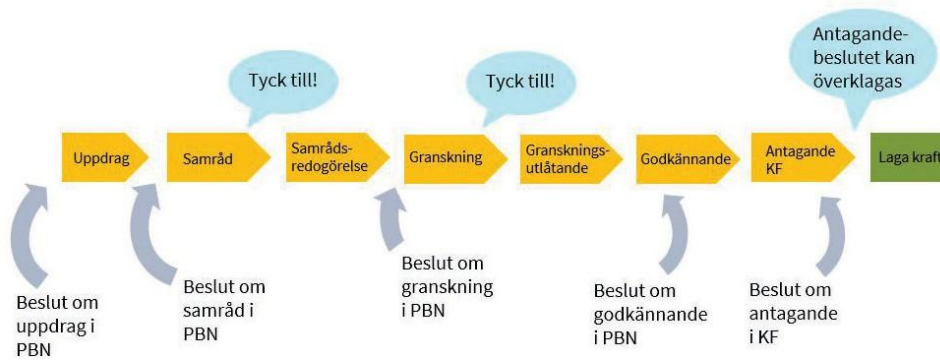 Tyck till!
Tyck till!
Antagande-
beslutet kan
överklagas
Uppdrag
Samråd
Samråds-
redogörelse
Granskning
Gransknings-
utlåtande
Godkännande
Antagande
KF
Laga kraft
Beslut om
uppdrag i
PBN
Beslut om
samråd i
PBN
Beslut om
granskning
i PBN
Beslut om
godkännande
i PBN
Beslut om
antagande
i KF